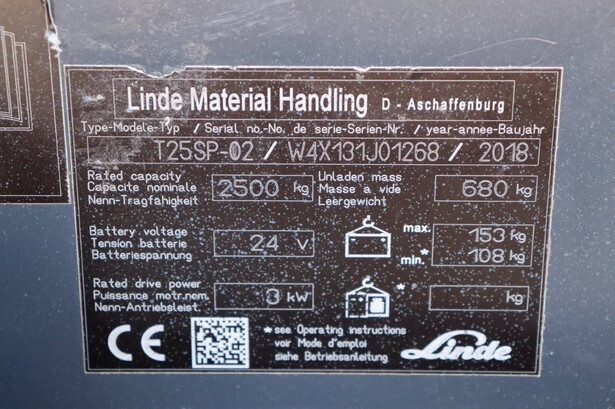 Linde Material Handling D - Aschaffenburg
Type-Modele-Typ / Serial no.-No. de serie-Serien-Nr. / year-annee-Baujahr
T25SP-02 / W4X131J01268 / 2018
Rated capacity
Capacite nominale
Nenn-Tragfähigkeit
2500 kg
Unladen mass
Masse a vide
Leergewicht
680 kg
Battery voltage
Tension batterie
Batteriespannung
24 V
max. 153 kg
min.* 108 kg
Rated drive power
Puissance motr.nom.
Nenn-Antriebsleist.
3 kW
kg
CE
*see Operating instructions
voir Mode d'emploi
siehe Betriebsanleitung
Linde